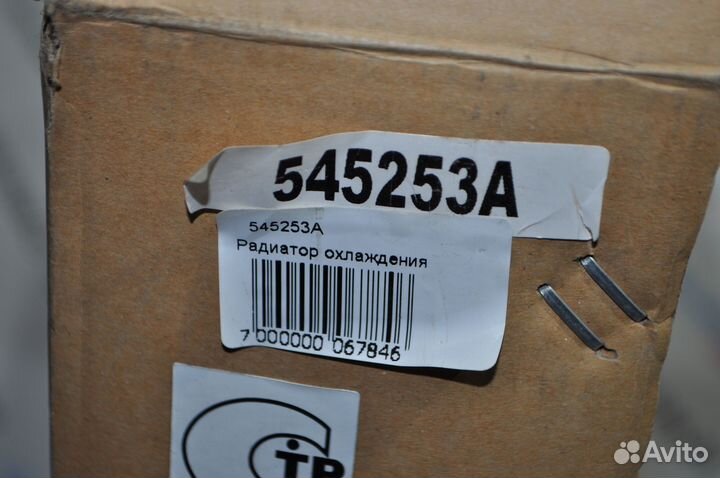 545253A
545253A
Радиатор охлаждения
7 000000 067846
Avito